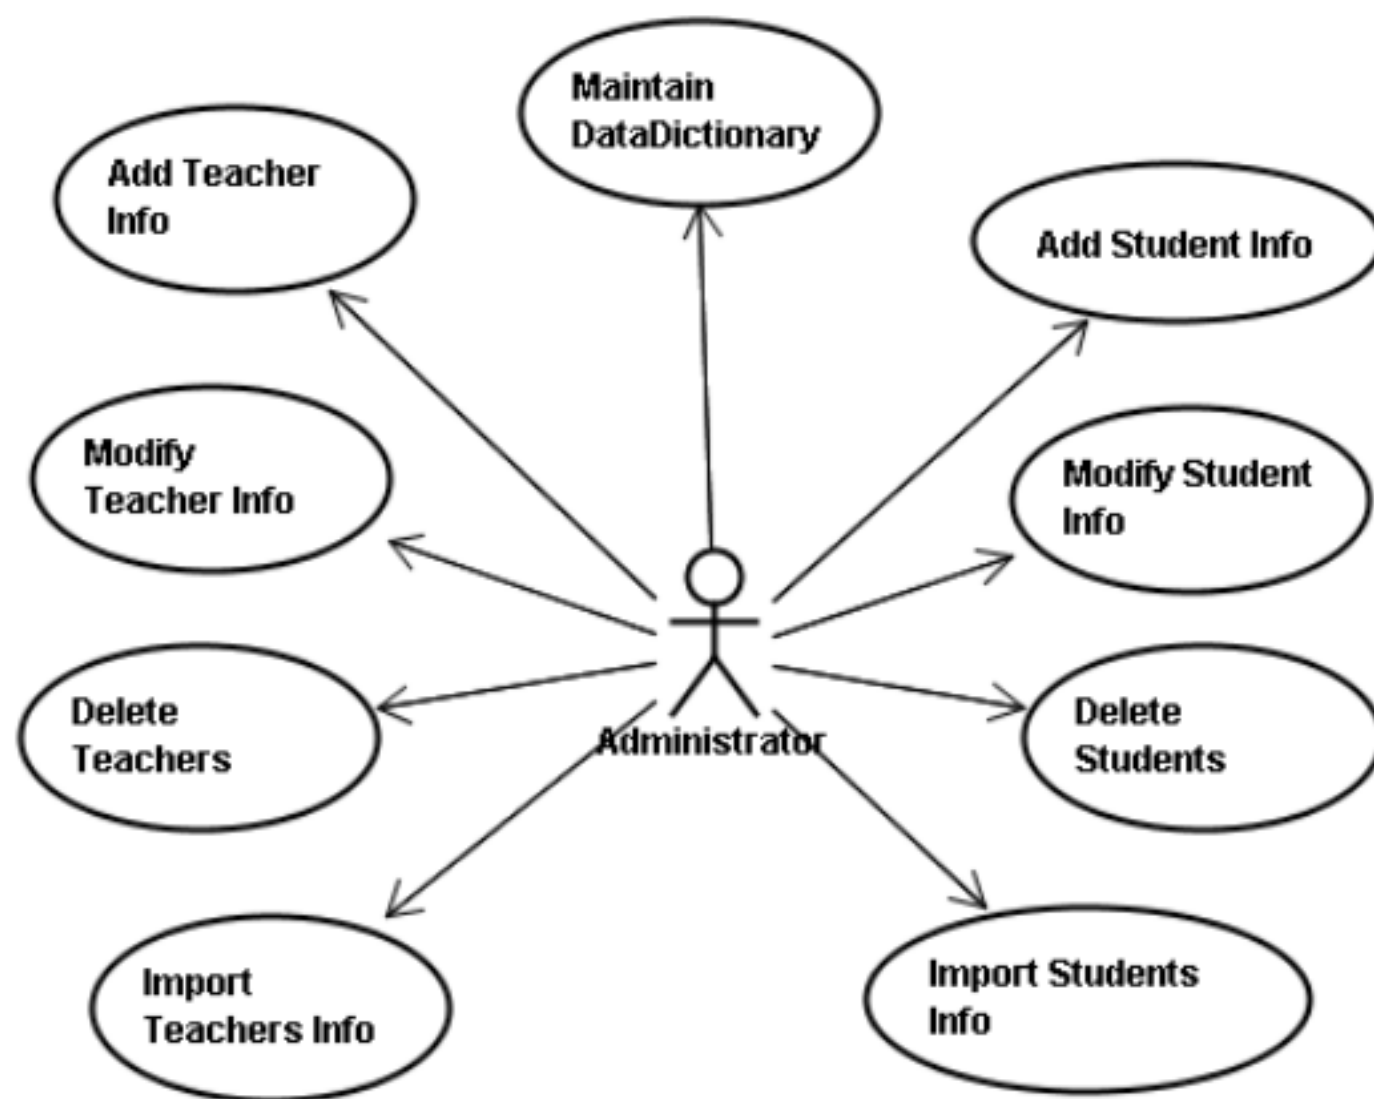 Maintain
DataDictionary
Add Teacher
Info
Add Student Info
Modify
Teacher Info
Modify Student
Info
Delete
Teachers
Administrator
Delete
Students
Import
Teachers Info
Import Students
Info